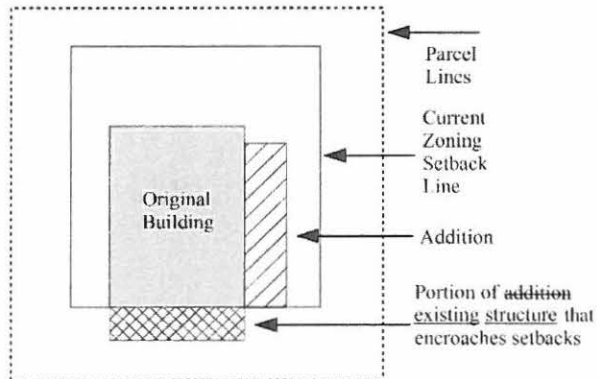 Parcel
Lines
Current
Zoning
Setback
Line
Original
Building
Addition
Portion of addition
existing structure that
encroaches setbacks